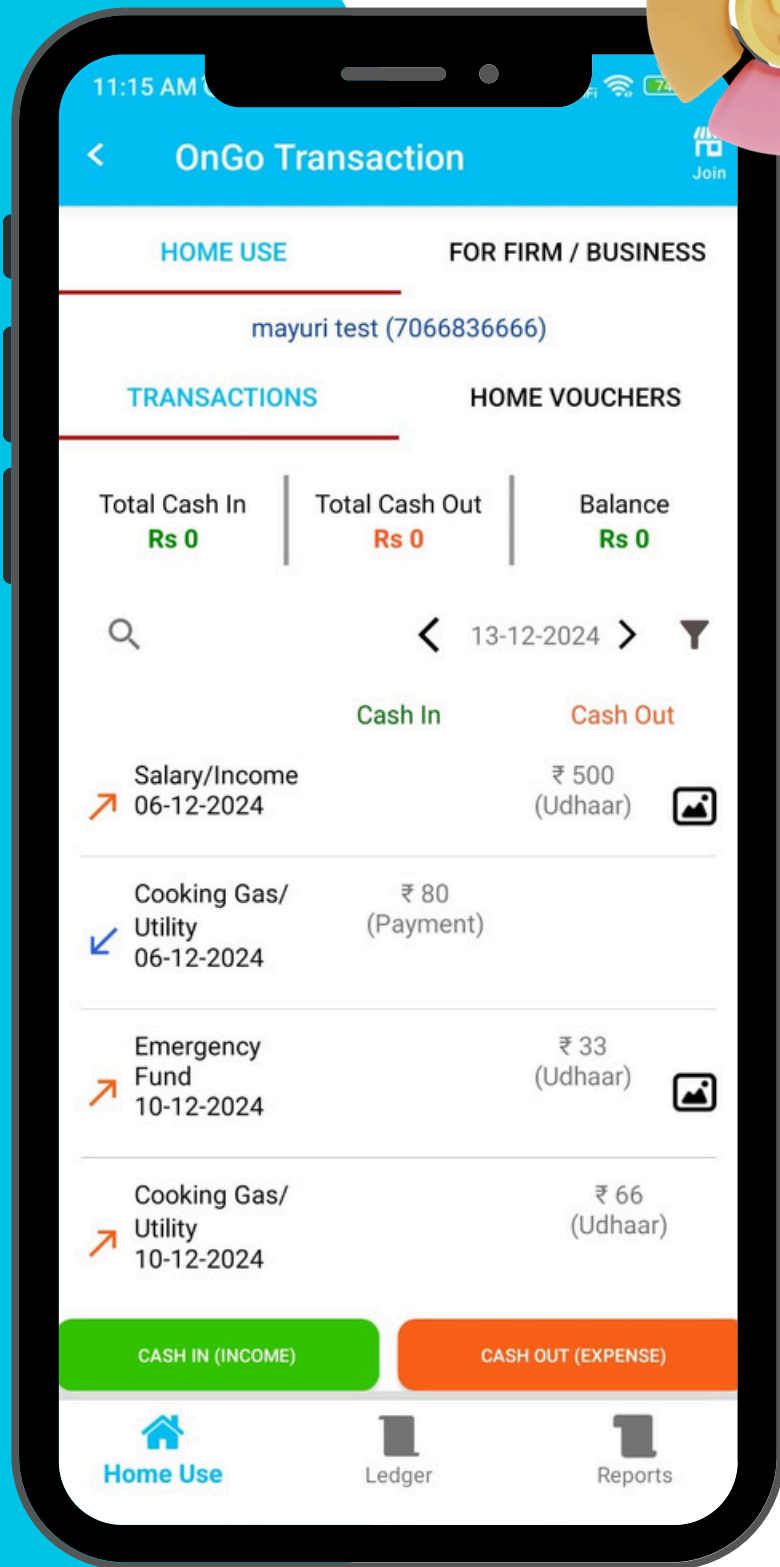 11:15 AM
74
OnGo Transaction
Join
HOME USE
FOR FIRM / BUSINESS
mayuri test (7066836666)
TRANSACTIONS
HOME VOUCHERS
Total Cash In
Total Cash Out
Balance
Rs 0
Rs 0
Rs 0
13-12-2024
Cash In
Cash Out
Salary/Income
06-12-2024
₹ 500
(Udhaar)
Cooking Gas/
Utility
06-12-2024
₹ 80
(Payment)
Emergency
Fund
10-12-2024
₹ 33
(Udhaar)
Cooking Gas/
Utility
10-12-2024
₹ 66
(Udhaar)
CASH IN (INCOME)
CASH OUT (EXPENSE)
Home Use
Ledger
Reports